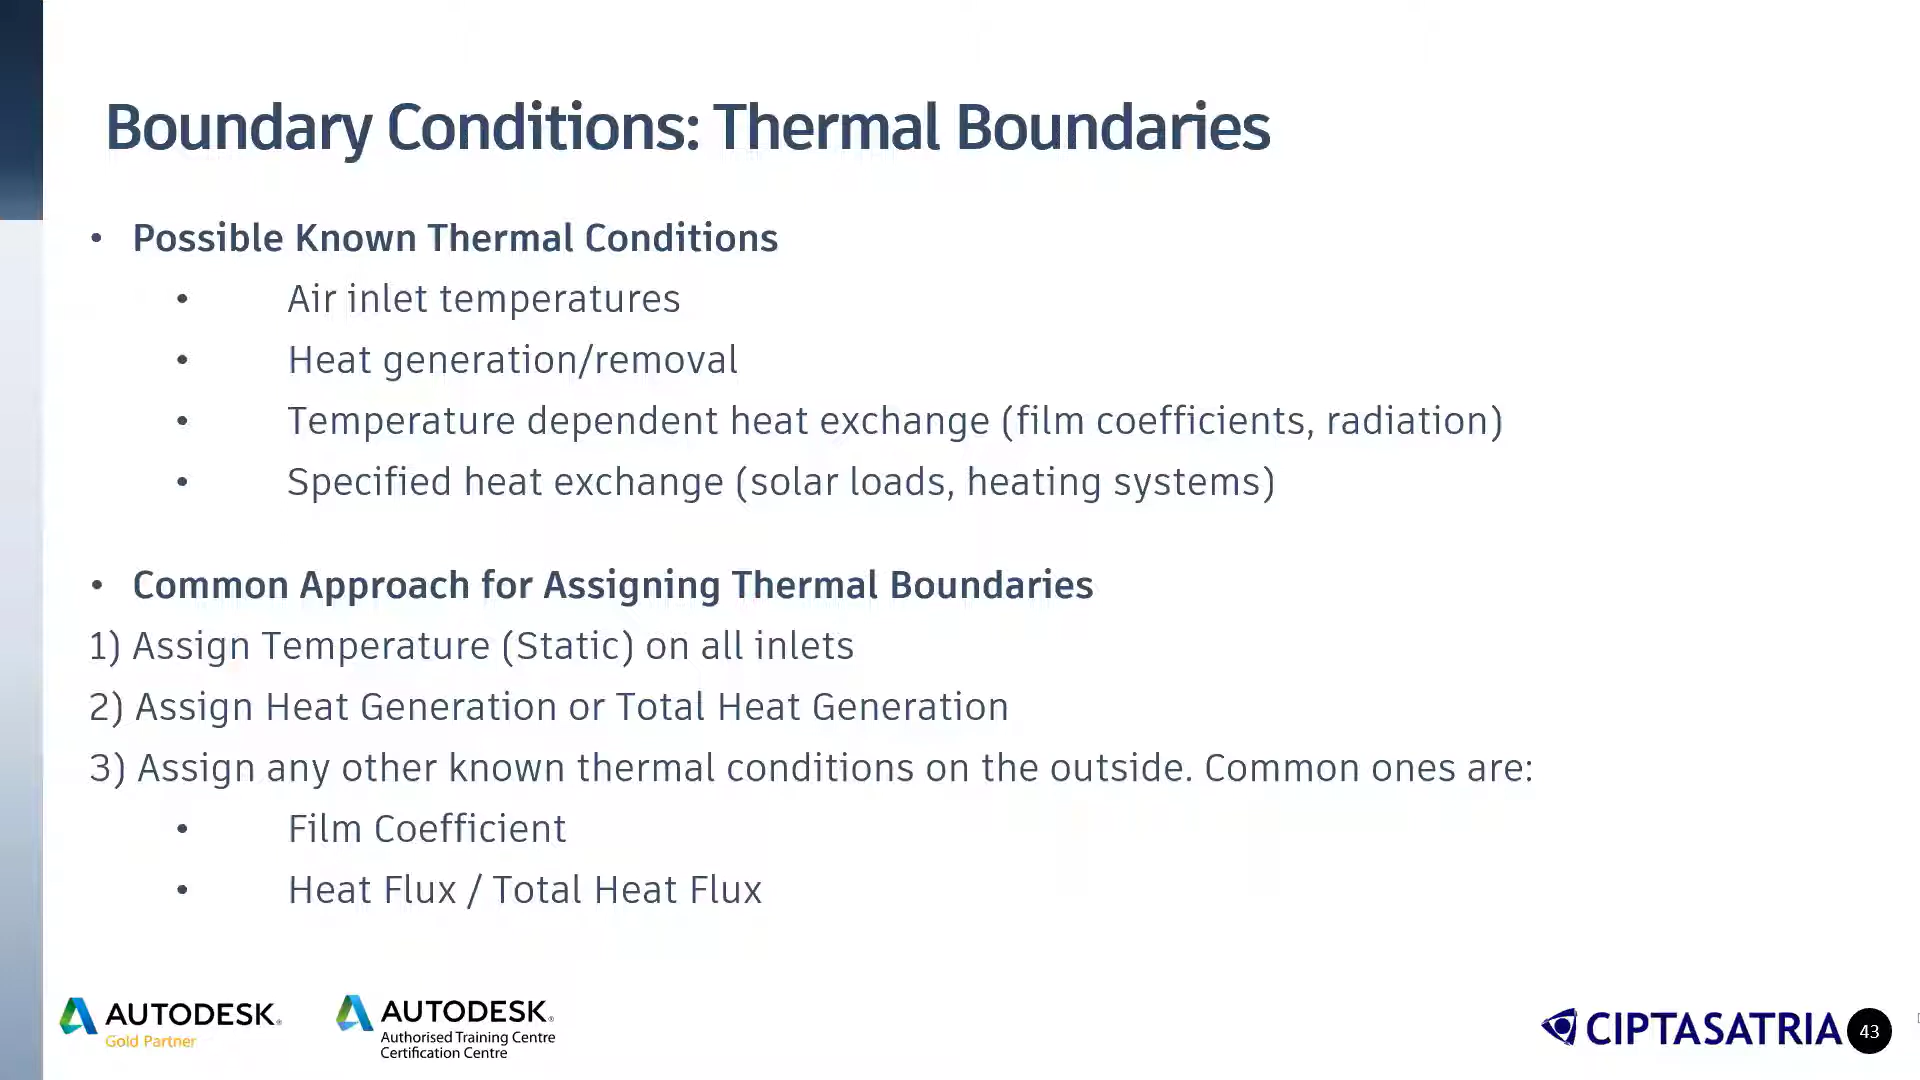 Boundary Conditions: Thermal Boundaries
• Possible Known Thermal Conditions
• Air inlet temperatures
• Heat generation/removal
• Temperature dependent heat exchange (film coefficients, radiation)
• Specified heat exchange (solar loads, heating systems)
• Common Approach for Assigning Thermal Boundaries
1) Assign Temperature (Static) on all inlets
2) Assign Heat Generation or Total Heat Generation
3) Assign any other known thermal conditions on the outside. Common ones are:
• Film Coefficient
• Heat Flux / Total Heat Flux
AUTODESK®
Gold Partner
AUTODESK®
Authorised Training Centre
Certification Centre
CIPTASATRIA
43